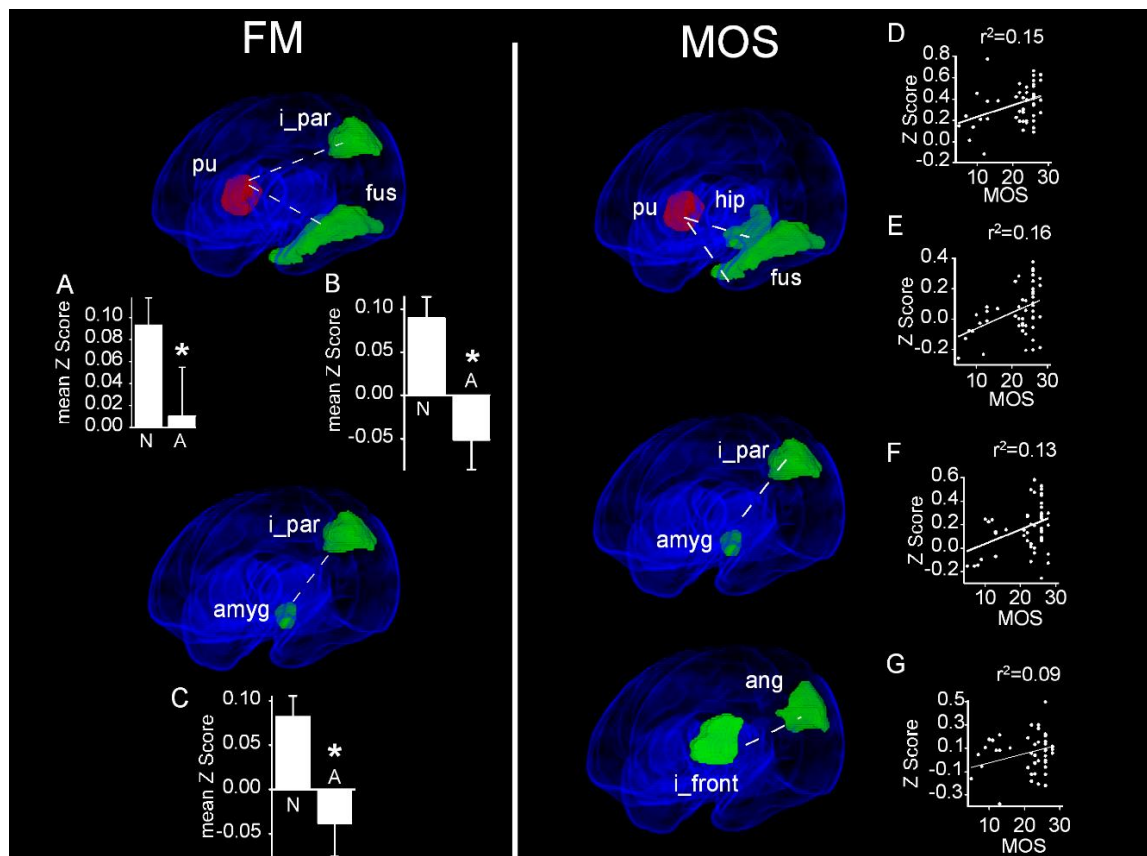 FM
i_par
pu
fus
A
mean Z Score
0.10
0.08
0.06
0.04
0.02
0.00
*
N A
B
mean Z Score
0.10
0.05
0.00
-0.05
*
A
N
i_par
amyg
C
mean Z Score
0.10
0.05
0.00
-0.05
*
A
N
MOS
pu
hip
fus
i_par
amyg
ang
i_front
D
r²=0.15
Z Score
0.8
0.6
0.4
0.2
0.0
-0.2
10 20 30
MOS
E
r²=0.16
Z Score
0.4
0.2
0.0
-0.2
10 20 30
MOS
F
r²=0.13
Z Score
0.6
0.4
0.2
0.0
-0.2
10 20 30
MOS
G
r²=0.09
Z Score
0.5
0.3
0.1
-0.1
-0.3
10 20 30
MOS